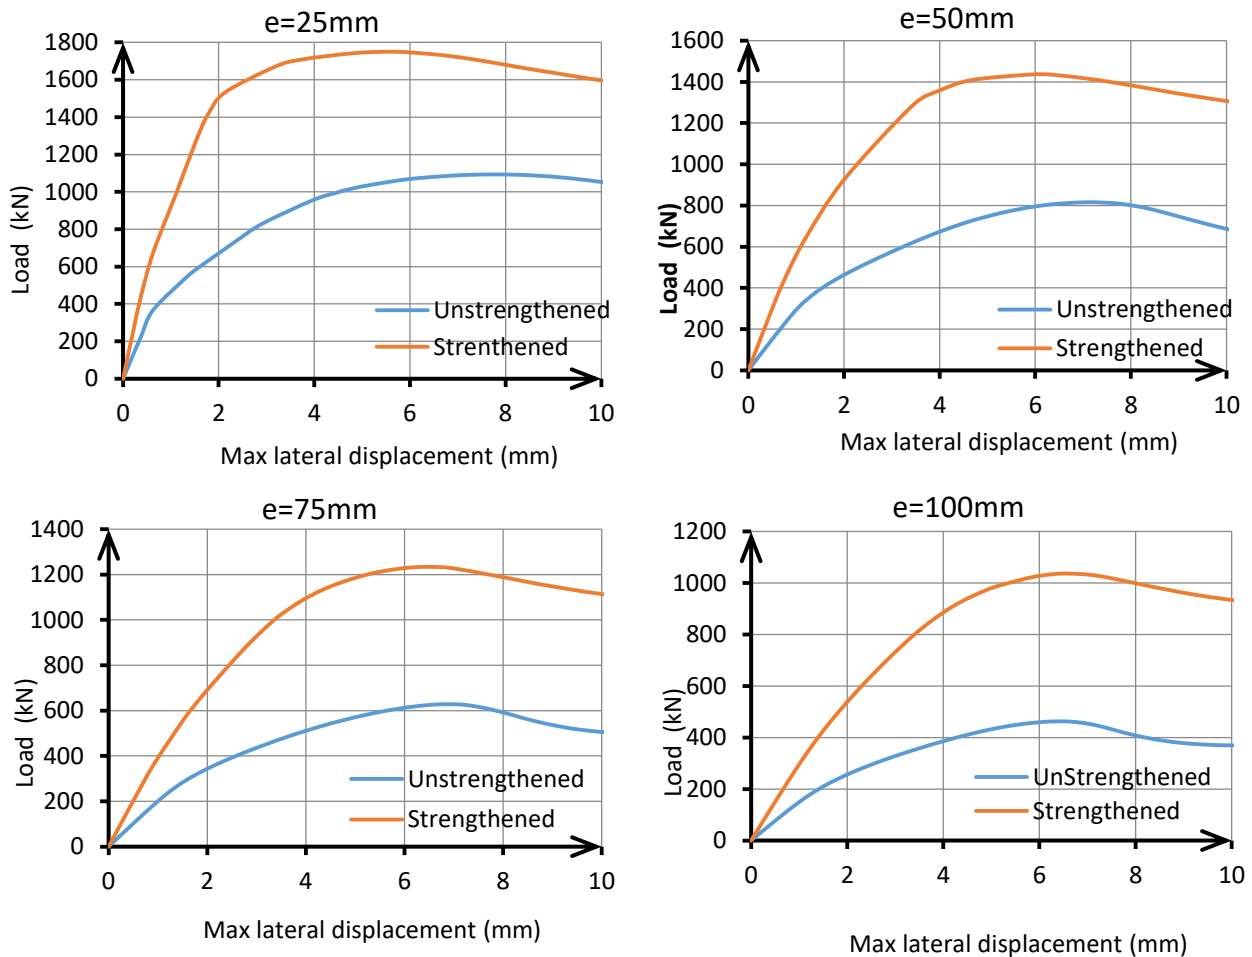 e=25mm
1800
1600
1400
1200
1000
800
600
400
200
0
Load (kN)
Unstrengthened
Strenthened
0 2 4 6 8 10
Max lateral displacement (mm)
e=50mm
1600
1400
1200
1000
800
600
400
200
0
Load (kN)
Unstrengthened
Strengthened
0 2 4 6 8 10
Max lateral displacement (mm)
e=75mm
1400
1200
1000
800
600
400
200
0
Load (kN)
Unstrengthened
Strengthened
0 2 4 6 8 10
Max lateral displacement (mm)
e=100mm
1200
1000
800
600
400
200
0
Load (kN)
UnStrengthened
Strengthened
0 2 4 6 8 10
Max lateral displacement (mm)